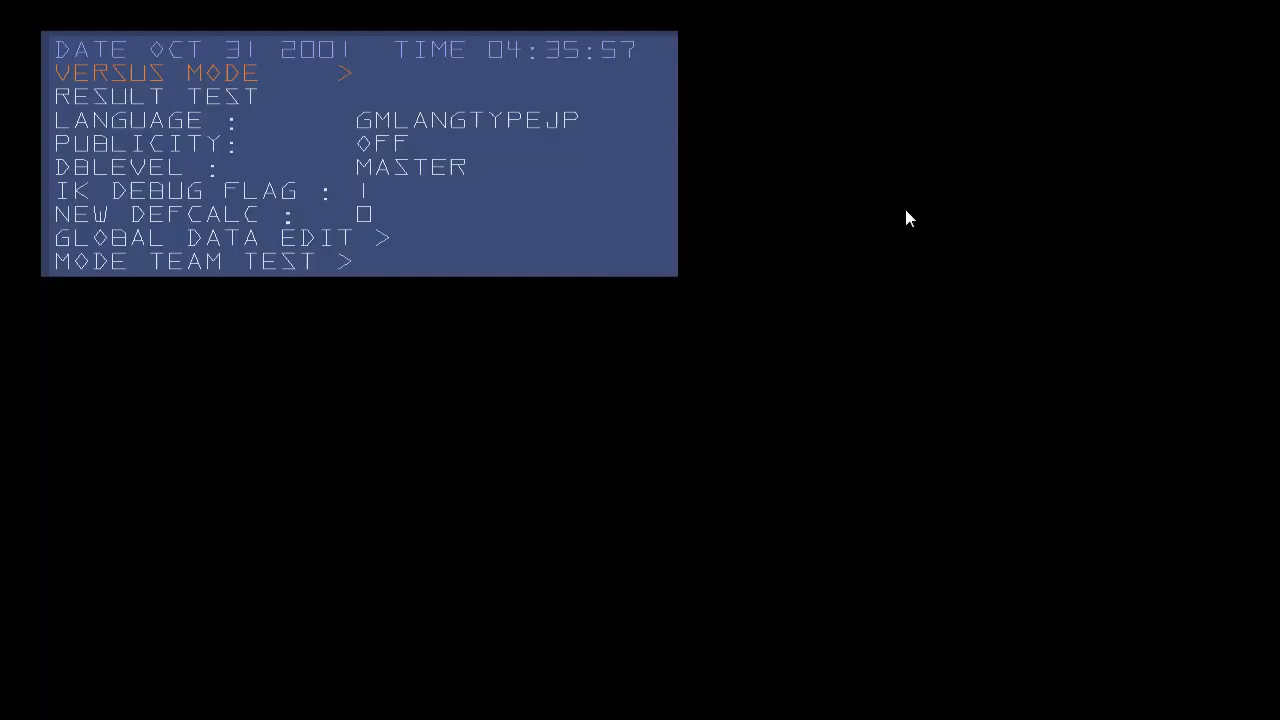 DATE OCT 31 2001 TIME 04:35:57
VERSUS MODE >
RESULT TEST
LANGUAGE : GMLANGTYPEJP
PUBLICITY: OFF
DBLEVEL : MASTER
IK DEBUG FLAG : 1
NEW DEFCALC : 0
GLOBAL DATA EDIT >
MODE TEAM TEST >